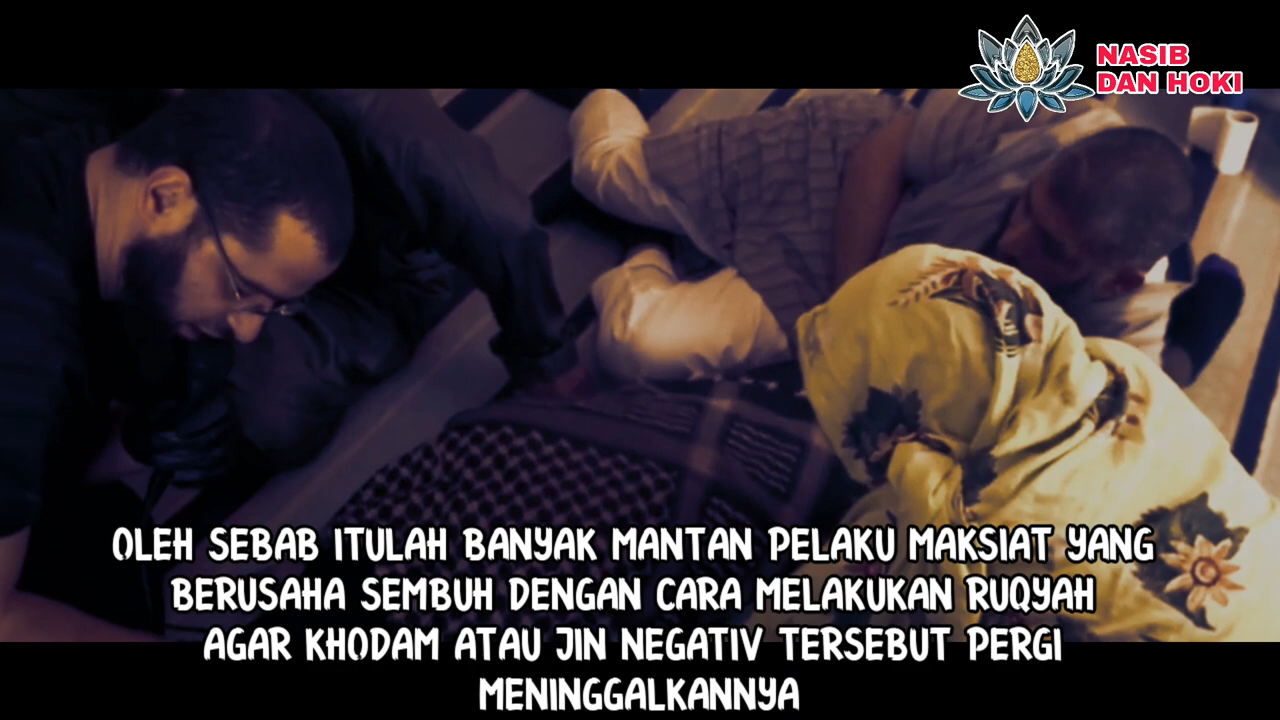 NASIB
DAN HOKI
OLEH SEBAB ITULAH BANYAK MANTAN PELAKU MAKSIAT YANG
BERUSAHA SEMBUH DENGAN CARA MELAKUKAN RUQYAH
AGAR KHODAM ATAU JIN NEGATIV TERSEBUT PERGI
MENINGGALKANNYA